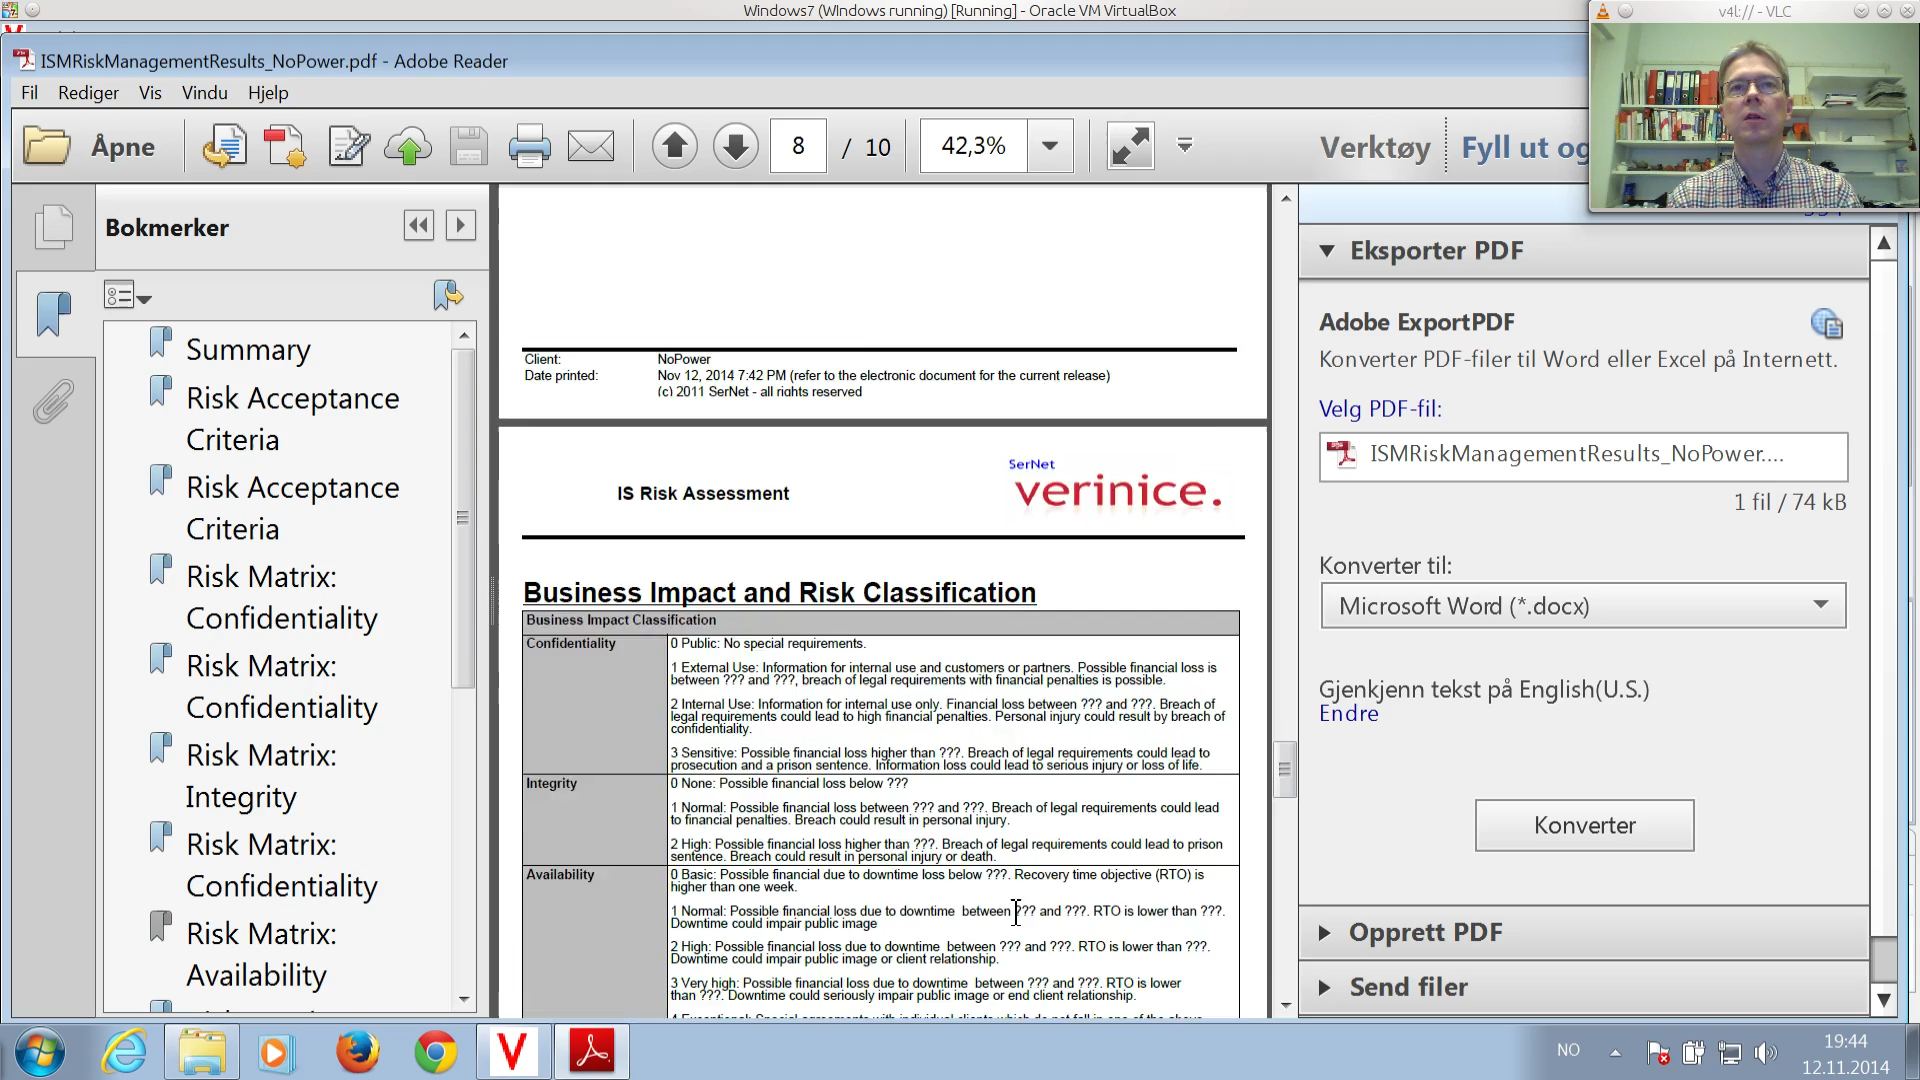 Windows7 (WIndows running) [Running] - Oracle VM VirtualBox
v4l:// - VLC
ISMRiskManagementResults_NoPower.pdf - Adobe Reader
Fil Rediger Vis Vindu Hjelp
Åpne
8 / 10
42,3%
Verktøy
Fyll ut og
Bokmerker
Summary
Risk Acceptance
Criteria
Risk Acceptance
Criteria
Risk Matrix:
Confidentiality
Risk Matrix:
Confidentiality
Risk Matrix:
Integrity
Risk Matrix:
Confidentiality
Risk Matrix:
Availability
Client: NoPower
Date printed: Nov 12, 2014 7:42 PM (refer to the electronic document for the current release)
(c) 2011 SerNet - all rights reserved
IS Risk Assessment
SerNet
verinice.
Business Impact and Risk Classification
Business Impact Classification
Confidentiality
0 Public: No special requirements.
1 External Use: Information for internal use and customers or partners. Possible financial loss is
between ??? and ???, breach of legal requirements with financial penalties is possible.
2 Internal Use: Information for internal use only. Financial loss between ??? and ???. Breach of
legal requirements could lead to high financial penalties. Personal injury could result by breach of
confidentiality.
3 Sensitive: Possible financial loss higher than ???. Breach of legal requirements could lead to
prosecution and a prison sentence. Information loss could lead to serious injury or loss of life.
Integrity
0 None: Possible financial loss below ???
1 Normal: Possible financial loss between ??? and ???. Breach of legal requirements could lead
to financial penalties. Breach could result in personal injury.
2 High: Possible financial loss higher than ???. Breach of legal requirements could lead to prison
sentence. Breach could result in personal injury or death.
Availability
0 Basic: Possible financial due to downtime loss below ???. Recovery time objective (RTO) is
higher than one week.
1 Normal: Possible financial loss due to downtime between ??? and ???. RTO is lower than ???.
Downtime could impair public image
2 High: Possible financial loss due to downtime between ??? and ???. RTO is lower than ???.
Downtime could impair public image or client relationship.
3 Very high: Possible financial loss due to downtime between ??? and ???. RTO is lower
than ???. Downtime could seriously impair public image or end client relationship.
4 Exceptional: Special agreements with individual clients which do not fall in one of the above
Eksporter PDF
Adobe ExportPDF
Konverter PDF-filer til Word eller Excel på Internett.
Velg PDF-fil:
ISMRiskManagementResults_NoPower....
1 fil / 74 kB
Konverter til:
Microsoft Word (*.docx)
Gjenkjenn tekst på English(U.S.)
Endre
Konverter
Opprett PDF
Send filer
NO
19:44
12.11.2014